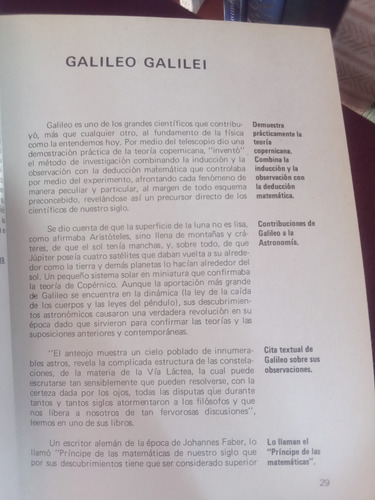 GALILEO GALILEI
Galileo es uno de los grandes científicos que contribu-
yó, más que cualquier otro, al fundamento de la física
como la entendemos hoy. Por medio del telescopio dio una
demostración práctica de la teoría copernicana, "inventó"
el método de investigación combinando la inducción y la
observación con la deducción matemática que controlaba
por medio del experimento, afrontando cada fenómeno de
manera peculiar y particular, al margen de todo esquema
preconcebido, revelándose así un precursor directo de los
científicos de nuestro siglo.
Demuestra
prácticamente la
teoría
copernicana.
Combina la
inducción y la
observación con
la deducción
matemática.
Se dio cuenta de que la superficie de la luna no es lisa,
como afirmaba Aristóteles, sino llena de montañas y crá-
teres, de que el sol tenía manchas, y, sobre todo, de que
Júpiter poseía cuatro satélites que daban vuelta a su alrede-
dor como la tierra y demás planetas lo hacían alrededor del
sol. Un pequeño sistema solar en miniatura que confirmaba
la teoría de Copérnico. Aunque la aportación más grande
de Galileo se encuentra en la dinámica (la ley de la caída
de los cuerpos y las leyes del péndulo), sus descubrimien-
tos astronómicos causaron una verdadera revolución en su
época dado que sirvieron para confirmar las teorías y las
suposiciones anteriores y contemporáneas.
Contribuciones de
Galileo a la
Astronomía.
"El anteojo muestra un cielo poblado de innumera-
bles astros, revela la complicada estructura de las constela-
ciones, de la materia de la Vía Láctea, la cual puede
escrutarse tan sensiblemente que pueden resolverse, con la
certeza dada por los ojos, todas las disputas que durante
tantos y tantos siglos atormentaron a los filósofos y que
nos libera a nosotros de tan fervorosas discusiones",
leemos en uno de sus libros.
Cita textual de
Galileo sobre sus
observaciones.
Un escritor alemán de la época de Johannes Faber, lo
llamó "Príncipe de las matemáticas de nuestro siglo que
por sus descubrimientos tiene que ser considerado superior
Lo llaman el
"Príncipe de las
matemáticas".
29